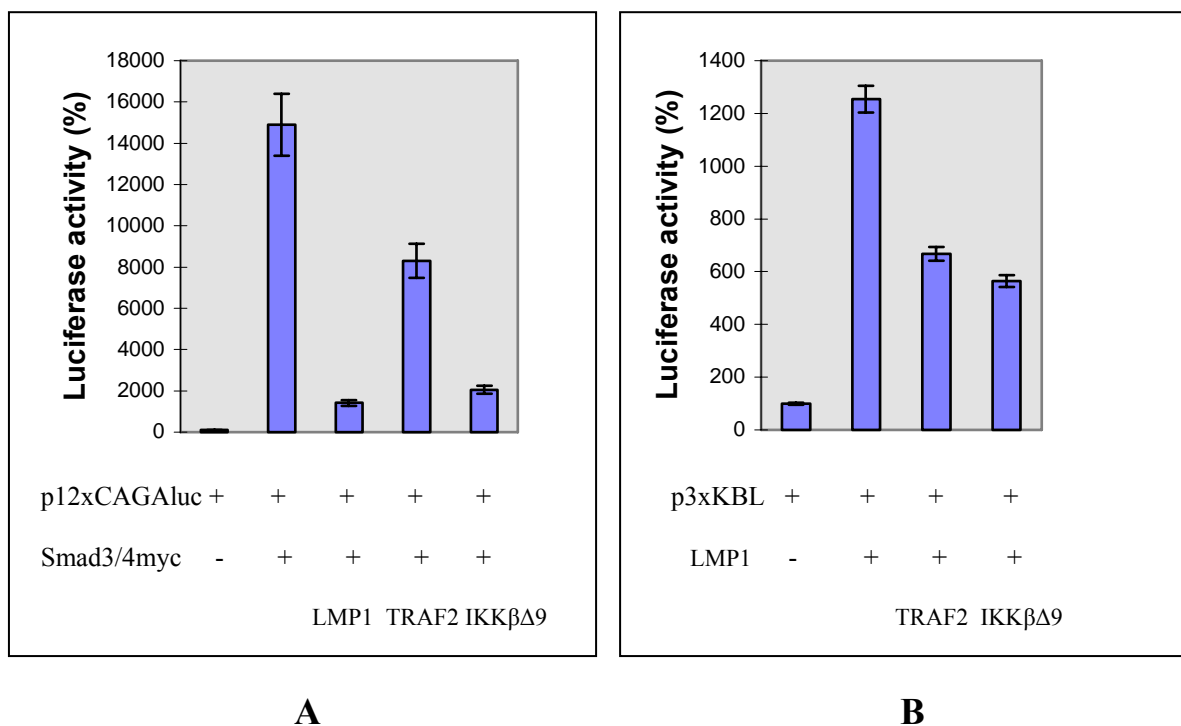 Luciferase activity (%)
18000
16000
14000
12000
10000
8000
6000
4000
2000
0
p12xCAGAluc + + + + +
Smad3/4myc - + + + +
LMP1 TRAF2 IKKβΔ9
A
Luciferase activity (%)
1400
1200
1000
800
600
400
200
0
p3xKBL + + + +
LMP1 - + + +
TRAF2 IKKβΔ9
B